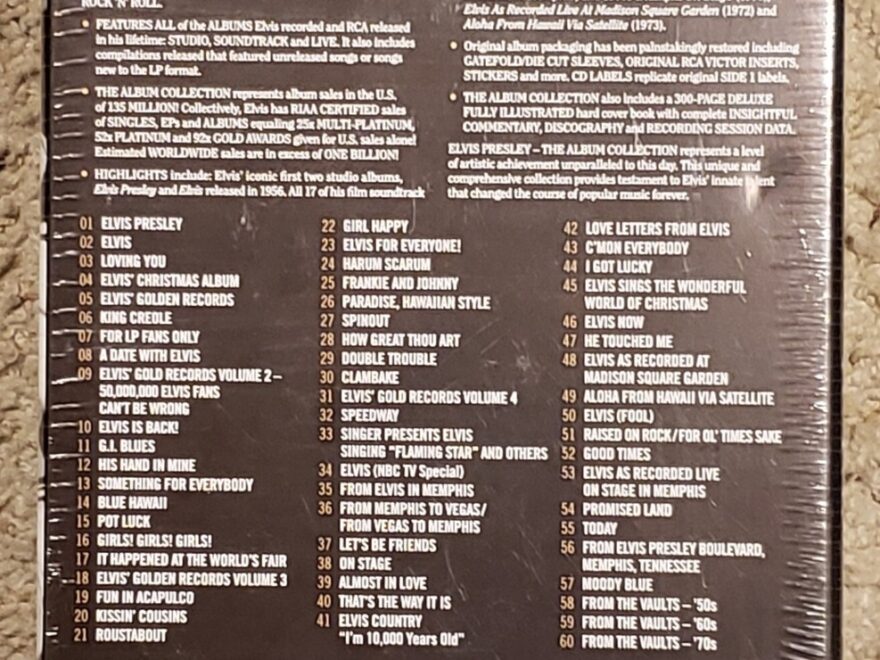 ROCK 'N' ROLL.
• FEATURES ALL of the ALBUMS Elvis recorded and RCA released
in his lifetime: STUDIO, SOUNDTRACK and LIVE. It also includes
compilations released that featured unreleased songs or songs
new to the LP format.
• THE ALBUM COLLECTION represents album sales in the U.S.
of 135 MILLION! Collectively, Elvis has RIAA CERTIFIED sales
of SINGLES, EPs and ALBUMS equaling 25x MULTI-PLATINUM,
52x PLATINUM and 92x GOLD AWARDS given for U.S. sales alone!
Estimated WORLDWIDE sales are in excess of ONE BILLION!
• HIGHLIGHTS include: Elvis' iconic first two studio albums,
Elvis Presley and Elvis released in 1956. All 17 of his film soundtrack
Elvis As Recorded Live At Madison Square Garden (1972) and
Aloha From Hawaii Via Satellite (1973).
• Original album packaging has been painstakingly restored including
GATEFOLD/DIE CUT SLEEVES, ORIGINAL RCA VICTOR INSERTS,
STICKERS and more. CD LABELS replicate original SIDE 1 labels.
• THE ALBUM COLLECTION also includes a 300-PAGE DELUXE
FULLY ILLUSTRATED hard cover book with complete INSIGHTFUL
COMMENTARY, DISCOGRAPHY and RECORDING SESSION DATA.
ELVIS PRESLEY – THE ALBUM COLLECTION represents a level
of artistic achievement unparalleled to this day. This unique and
comprehensive collection provides testament to Elvis' innate talent
that changed the course of popular music forever.
01 ELVIS PRESLEY
02 ELVIS
03 LOVING YOU
04 ELVIS' CHRISTMAS ALBUM
05 ELVIS' GOLDEN RECORDS
06 KING CREOLE
07 FOR LP FANS ONLY
08 A DATE WITH ELVIS
09 ELVIS' GOLD RECORDS VOLUME 2 –
50,000,000 ELVIS FANS
CAN'T BE WRONG
10 ELVIS IS BACK!
11 G.I. BLUES
12 HIS HAND IN MINE
13 SOMETHING FOR EVERYBODY
14 BLUE HAWAII
15 POT LUCK
16 GIRLS! GIRLS! GIRLS!
17 IT HAPPENED AT THE WORLD'S FAIR
18 ELVIS' GOLDEN RECORDS VOLUME 3
19 FUN IN ACAPULCO
20 KISSIN' COUSINS
21 ROUSTABOUT
22 GIRL HAPPY
23 ELVIS FOR EVERYONE!
24 HARUM SCARUM
25 FRANKIE AND JOHNNY
26 PARADISE, HAWAIIAN STYLE
27 SPINOUT
28 HOW GREAT THOU ART
29 DOUBLE TROUBLE
30 CLAMBAKE
31 ELVIS' GOLD RECORDS VOLUME 4
32 SPEEDWAY
33 SINGER PRESENTS ELVIS
SINGING "FLAMING STAR" AND OTHERS
34 ELVIS (NBC TV Special)
35 FROM ELVIS IN MEMPHIS
36 FROM MEMPHIS TO VEGAS/
FROM VEGAS TO MEMPHIS
37 LET'S BE FRIENDS
38 ON STAGE
39 ALMOST IN LOVE
40 THAT'S THE WAY IT IS
41 ELVIS COUNTRY
"I'm 10,000 Years Old"
42 LOVE LETTERS FROM ELVIS
43 C'MON EVERYBODY
44 I GOT LUCKY
45 ELVIS SINGS THE WONDERFUL
WORLD OF CHRISTMAS
46 ELVIS NOW
47 HE TOUCHED ME
48 ELVIS AS RECORDED AT
MADISON SQUARE GARDEN
49 ALOHA FROM HAWAII VIA SATELLITE
50 ELVIS (FOOL)
51 RAISED ON ROCK/FOR OL' TIMES SAKE
52 GOOD TIMES
53 ELVIS AS RECORDED LIVE
ON STAGE IN MEMPHIS
54 PROMISED LAND
55 TODAY
56 FROM ELVIS PRESLEY BOULEVARD,
MEMPHIS, TENNESSEE
57 MOODY BLUE
58 FROM THE VAULTS – '50s
59 FROM THE VAULTS – '60s
60 FROM THE VAULTS – '70s